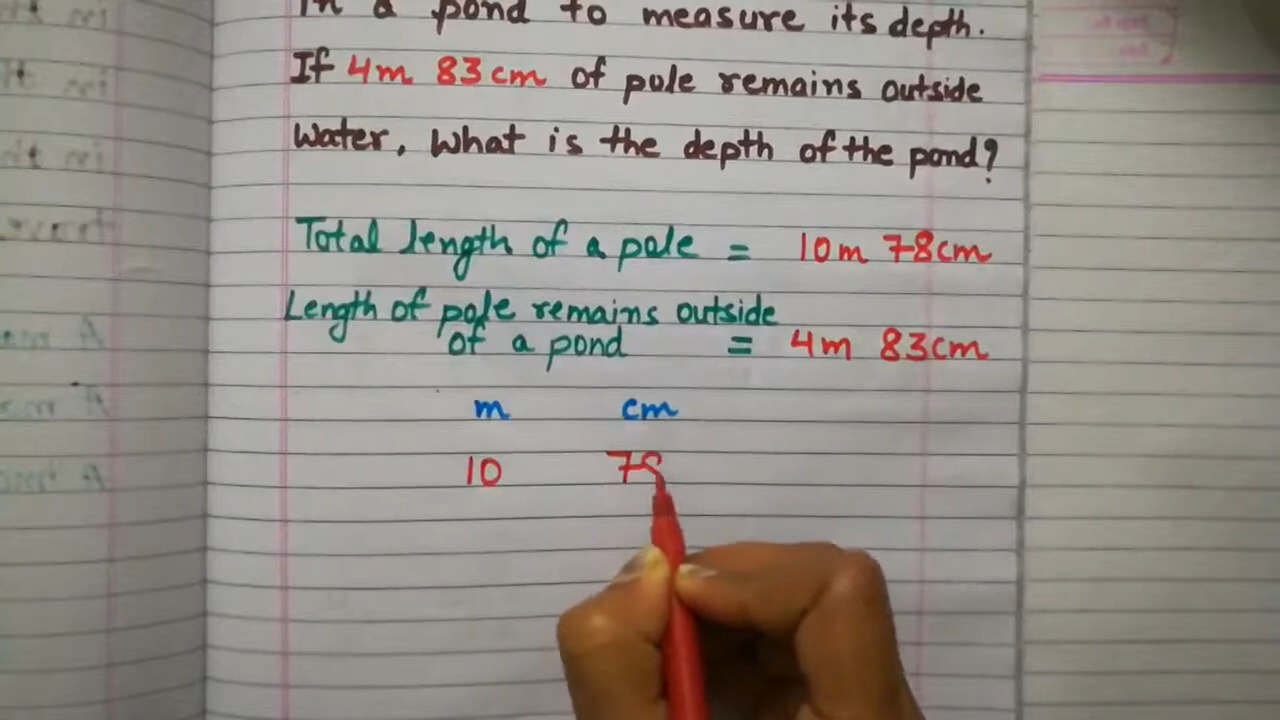 In a pond to measure its depth.
If 4m 83cm of pole remains outside
water, What is the depth of the pond?
Total length of a pole = 10m 78cm
Length of pole remains outside
of a pond = 4m 83cm
m cm
10 78